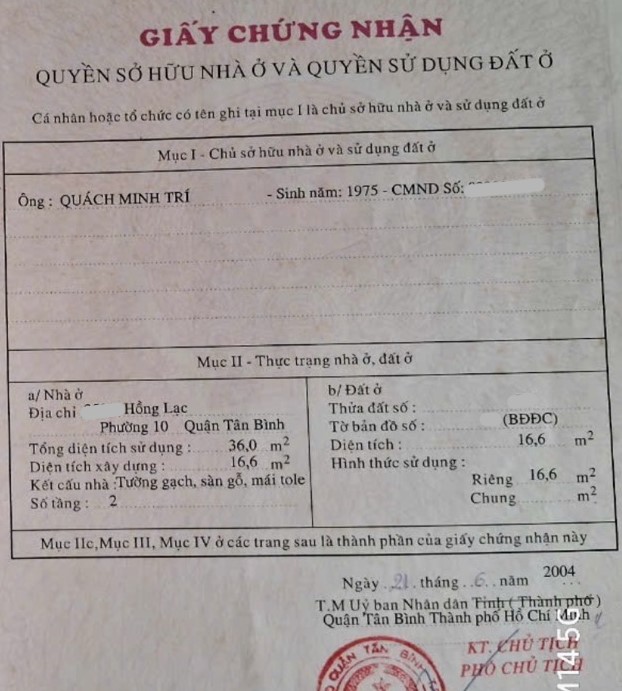 GIẤY CHỨNG NHẬN
QUYỀN SỞ HỮU NHÀ Ở VÀ QUYỀN SỬ DỤNG ĐẤT Ở
Cá nhân hoặc tổ chức có tên ghi tại mục I là chủ sở hữu nhà ở và sử dụng đất ở
Mục I - Chủ sở hữu nhà ở và sử dụng đất ở
Ông : QUÁCH MINH TRÍ - Sinh năm: 1975 - CMND Số:
Mục II - Thực trạng nhà ở, đất ở
a/ Nhà ở
Địa chỉ Hồng Lạc
Phường 10 Quận Tân Bình
Tổng diện tích sử dụng : 36,0 m²
Diện tích xây dựng : 16,6 m²
Kết cấu nhà :Tường gạch, sàn gỗ, mái tole
Số tầng : 2
b/ Đất ở
Thửa đất số :
Tờ bản đồ số : (BĐĐC)
Diện tích : 16,6 m²
Hình thức sử dụng :
Riêng 16,6 m²
Chung m²
Mục IIc,Mục III, Mục IV ở các trang sau là thành phần của giấy chứng nhận này
Ngày 21 tháng 6 năm 2004
T.M Uỷ ban Nhân dân Tỉnh ( Thành phố )
Quận Tân Bình Thành phố Hồ Chí Minh
KT. CHỦ TỊCH
PHÓ CHỦ TỊCH
QUẬN TÂN BÌNH